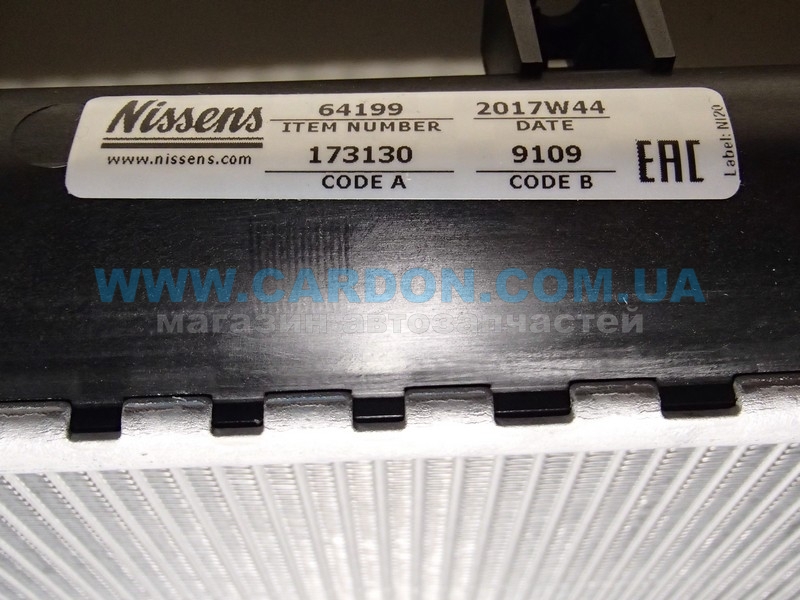 Nissens 64199 2017W44
ITEM NUMBER DATE
www.nissens.com 173130 9109 EAC
CODE A CODE B
Label: NI20
WWW.CARDON.COM.UA
магазин автозапчастей